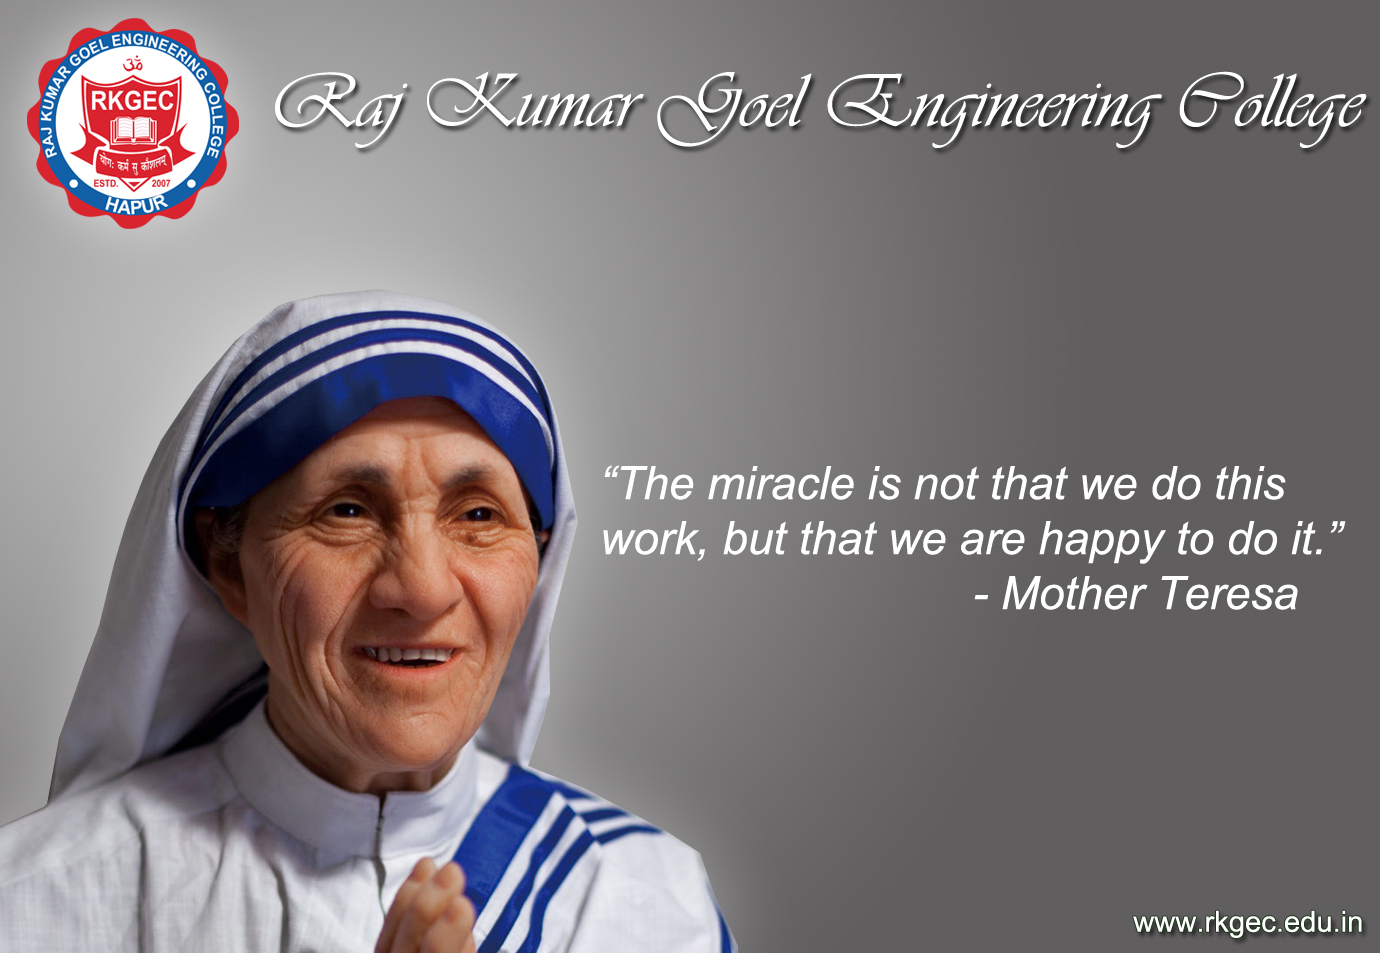 RAJ KUMAR GOEL ENGINEERING COLLEGE
ॐ
RKGEC
योगः कर्म सु कौशलम्
ESTD. 2007
HAPUR
Raj Kumar Goel Engineering College
“The miracle is not that we do this
work, but that we are happy to do it.”
- Mother Teresa
www.rkgec.edu.in